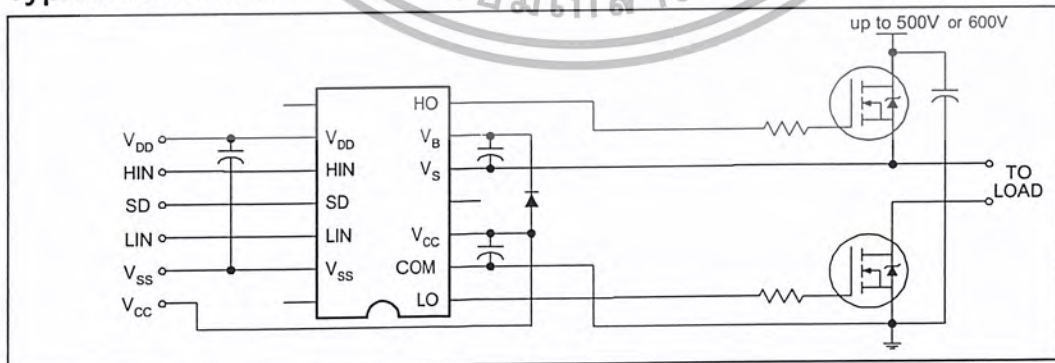 up to 500V or 600V
HO
VDD
VDD
VB
HIN
HIN
VS
TO
LOAD
SD
SD
LIN
LIN
VCC
VSS
VSS
COM
VCC
LO